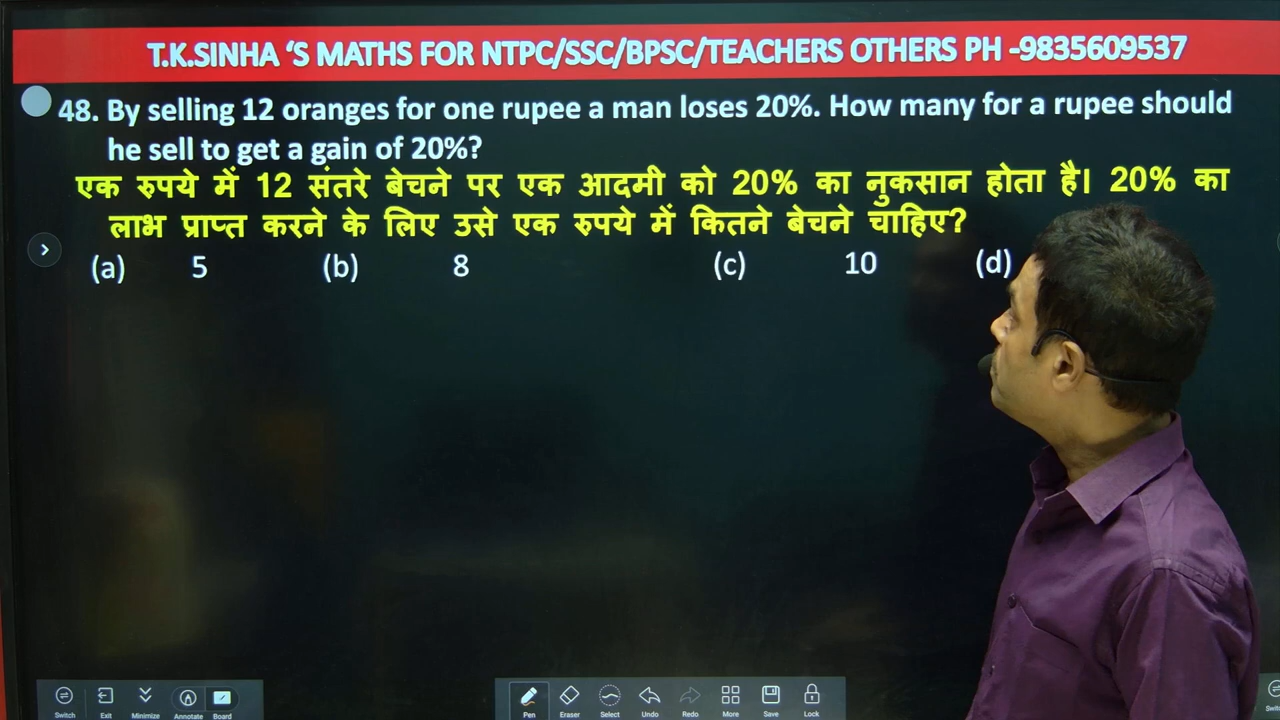 T.K.SINHA ‘S MATHS FOR NTPC/SSC/BPSC/TEACHERS OTHERS PH -9835609537
48. By selling 12 oranges for one rupee a man loses 20%. How many for a rupee should
he sell to get a gain of 20%?
एक रुपये में 12 संतरे बेचने पर एक आदमी को 20% का नुकसान होता है। 20% का
लाभ प्राप्त करने के लिए उसे एक रुपये में कितने बेचने चाहिए?
(a) 5 (b) 8 (c) 10 (d)
Switch Exit Minimize Annotate Board Pen Eraser Select Undo Redo More Save Lock